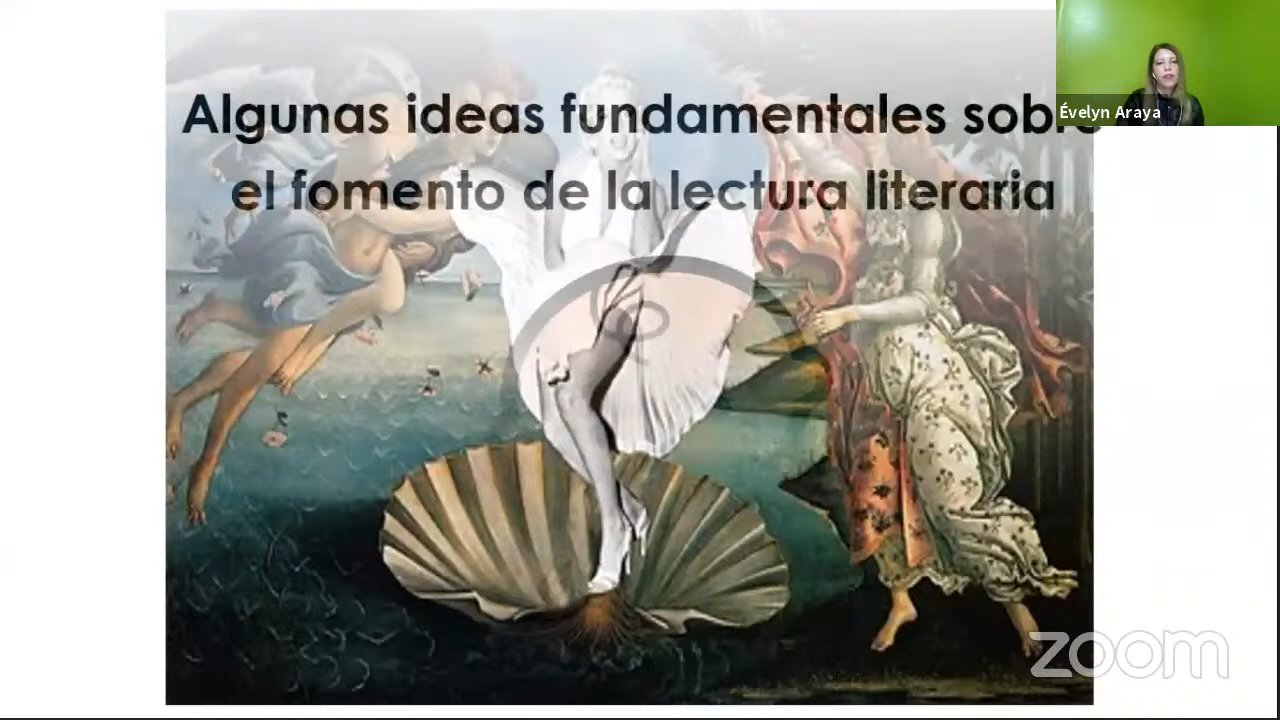 Algunas ideas fundamentales sobre
el fomento de la lectura literaria
Évelyn Araya
zoom